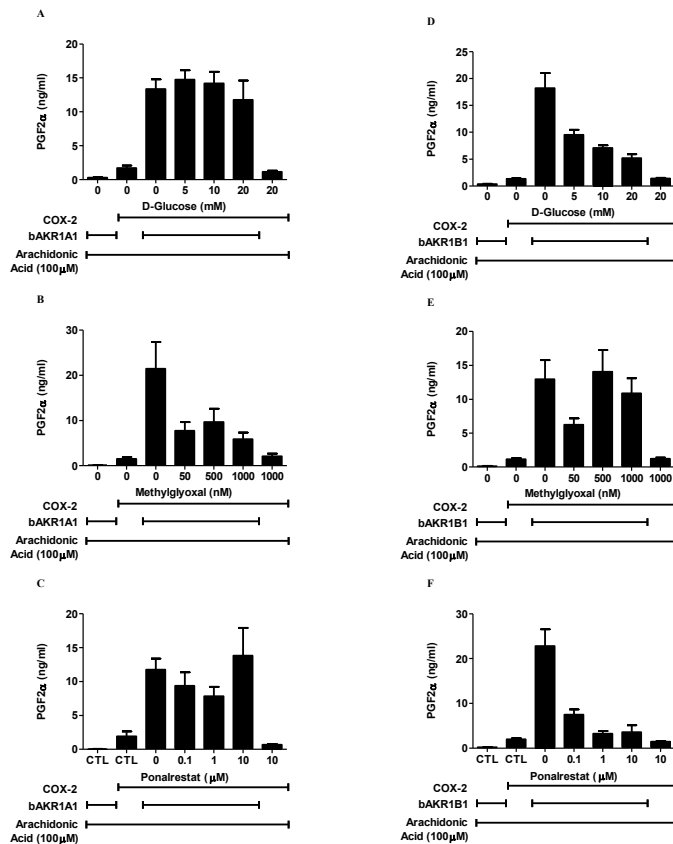 A
20
15
10
5
0
PGF2α (ng/ml)
0 0 0 5 10 20 20
D-Glucose (mM)
COX-2
bAKR1A1
Arachidonic
Acid (100μM)
B
30
20
10
0
PGF2α (ng/ml)
0 0 0 50 500 1000 1000
Methylglyoxal (nM)
COX-2
bAKR1A1
Arachidonic
Acid (100μM)
C
20
15
10
5
0
PGF2α (ng/ml)
CTL CTL 0 0.1 1 10 10
Ponalrestat ( μM)
COX-2
bAKR1A1
Arachidonic
Acid (100μM)
D
25
20
15
10
5
0
PGF2α (ng/ml)
0 0 0 5 10 20 20
D-Glucose (mM)
COX-2
bAKR1B1
Arachidonic
Acid (100μM)
E
20
15
10
5
0
PGF2α (ng/ml)
0 0 0 50 500 1000 1000
Methylglyoxal (nM)
COX-2
bAKR1B1
Arachidonic
Acid (100μM)
F
30
20
10
0
PGF2α (ng/ml)
CTL CTL 0 0.1 1 10 10
Ponalrestat ( μM)
COX-2
bAKR1B1
Arachidonic
Acid (100μM)